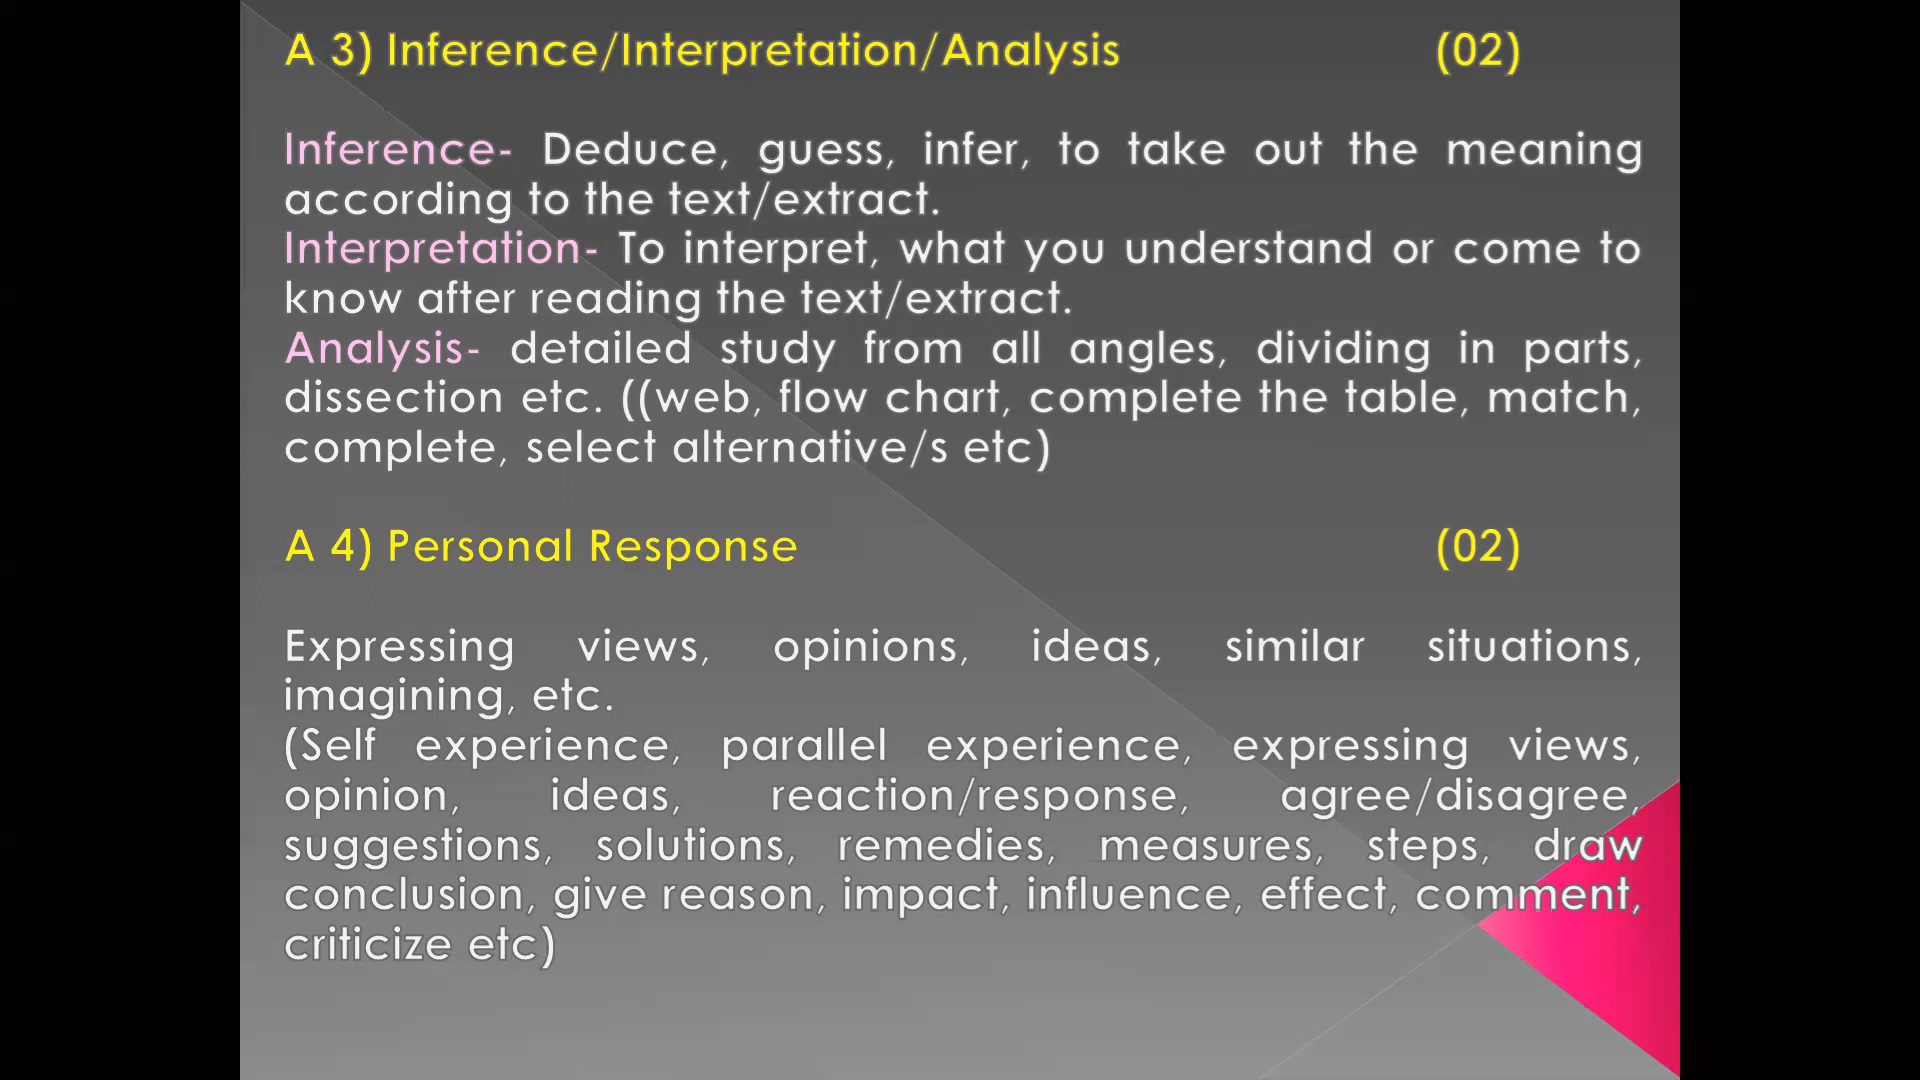 A 3) Inference/Interpretation/Analysis (02)
Inference- Deduce, guess, infer, to take out the meaning
according to the text/extract.
Interpretation- To interpret, what you understand or come to
know after reading the text/extract.
Analysis- detailed study from all angles, dividing in parts,
dissection etc. ((web, flow chart, complete the table, match,
complete, select alternative/s etc)
A 4) Personal Response (02)
Expressing views, opinions, ideas, similar situations,
imagining, etc.
(Self experience, parallel experience, expressing views,
opinion, ideas, reaction/response, agree/disagree,
suggestions, solutions, remedies, measures, steps, draw
conclusion, give reason, impact, influence, effect, comment,
criticize etc)